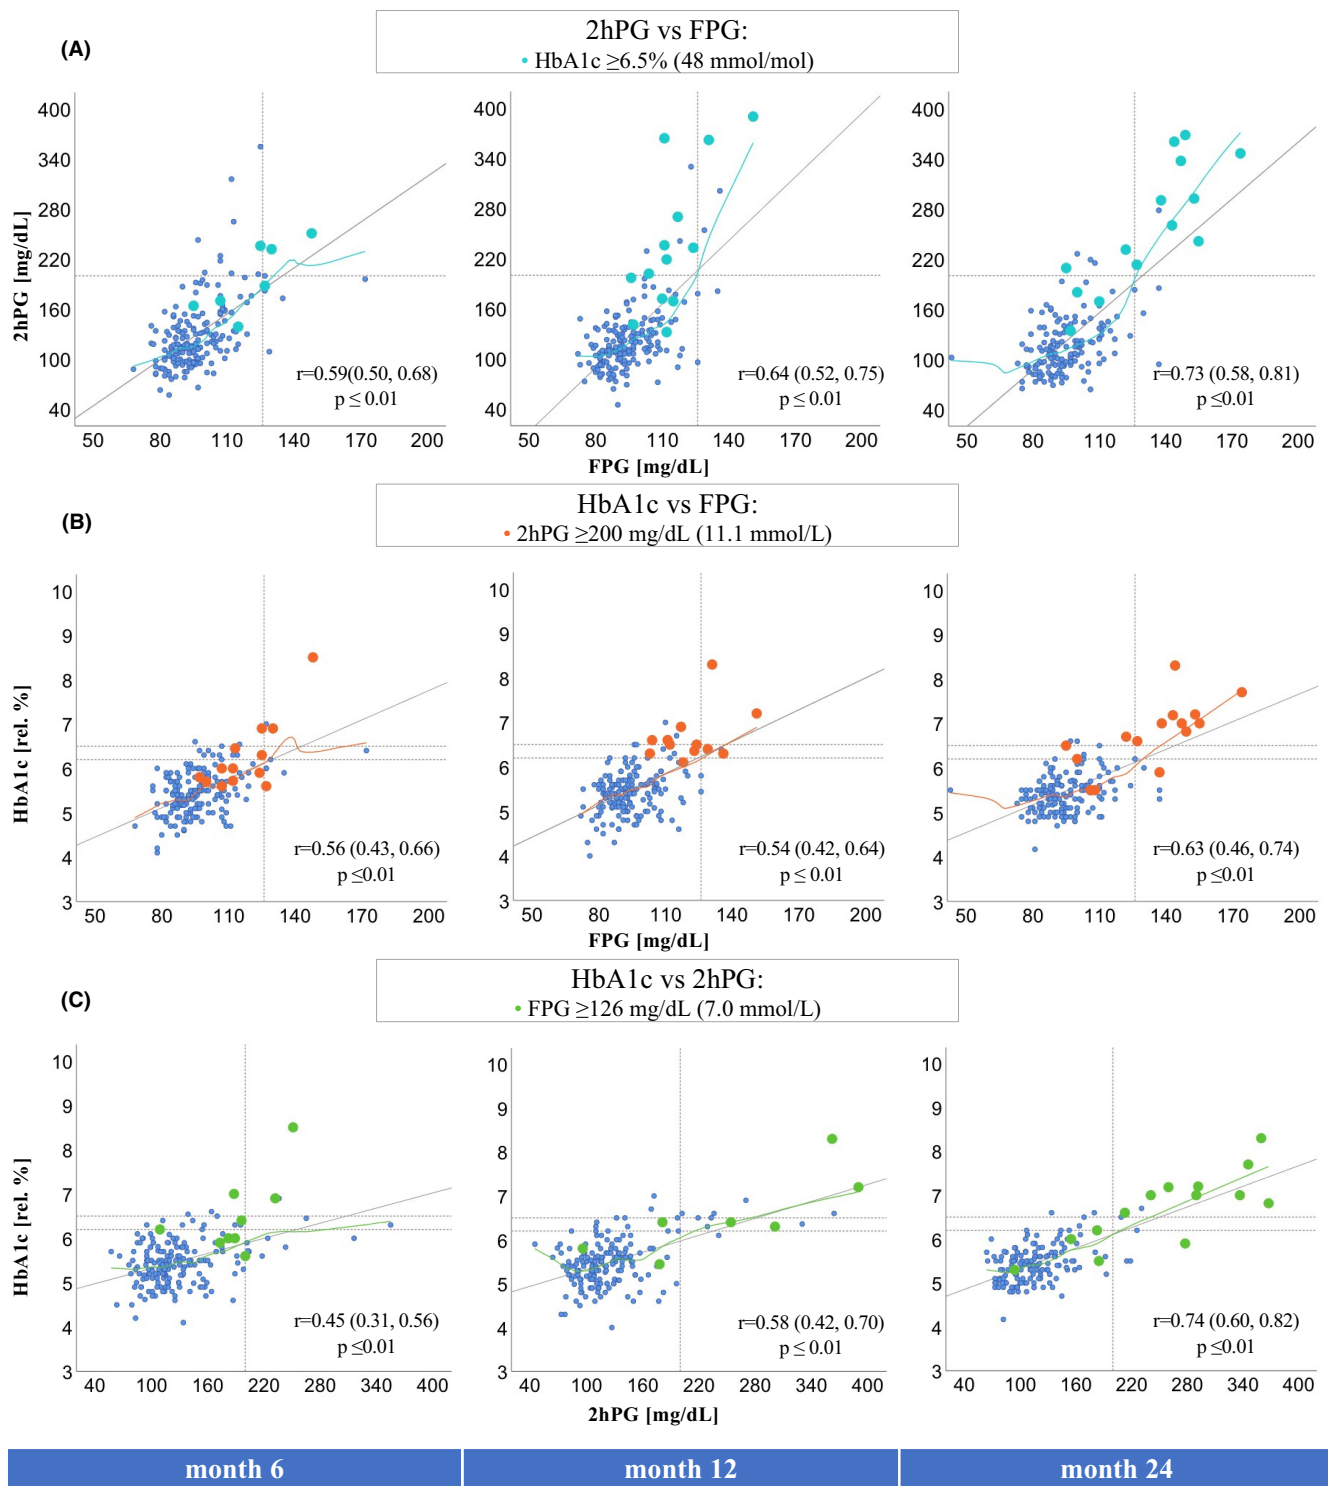 (A)
2hPG vs FPG:
• HbA1c ≥6.5% (48 mmol/mol)
2hPG [mg/dL]
400
340
280
220
160
100
40
50 80 110 140 170 200
r=0.59(0.50, 0.68)
p ≤ 0.01
400
340
280
220
160
100
40
50 80 110 140 170 200
r=0.64 (0.52, 0.75)
p ≤ 0.01
400
340
280
220
160
100
40
50 80 110 140 170 200
r=0.73 (0.58, 0.81)
p ≤0.01
FPG [mg/dL]
(B)
HbA1c vs FPG:
• 2hPG ≥200 mg/dL (11.1 mmol/L)
HbA1c [rel. %]
10
9
8
7
6
5
4
3
50 80 110 140 170 200
r=0.56 (0.43, 0.66)
p ≤0.01
10
9
8
7
6
5
4
3
50 80 110 140 170 200
r=0.54 (0.42, 0.64)
p ≤ 0.01
10
9
8
7
6
5
4
3
50 80 110 140 170 200
r=0.63 (0.46, 0.74)
p ≤0.01
FPG [mg/dL]
(C)
HbA1c vs 2hPG:
• FPG ≥126 mg/dL (7.0 mmol/L)
HbA1c [rel. %]
10
9
8
7
6
5
4
3
40 100 160 220 280 340 400
r=0.45 (0.31, 0.56)
p ≤0.01
10
9
8
7
6
5
4
3
40 100 160 220 280 340 400
r=0.58 (0.42, 0.70)
p ≤ 0.01
10
9
8
7
6
5
4
3
40 100 160 220 280 340 400
r=0.74 (0.60, 0.82)
p ≤0.01
2hPG [mg/dL]
month 6
month 12
month 24